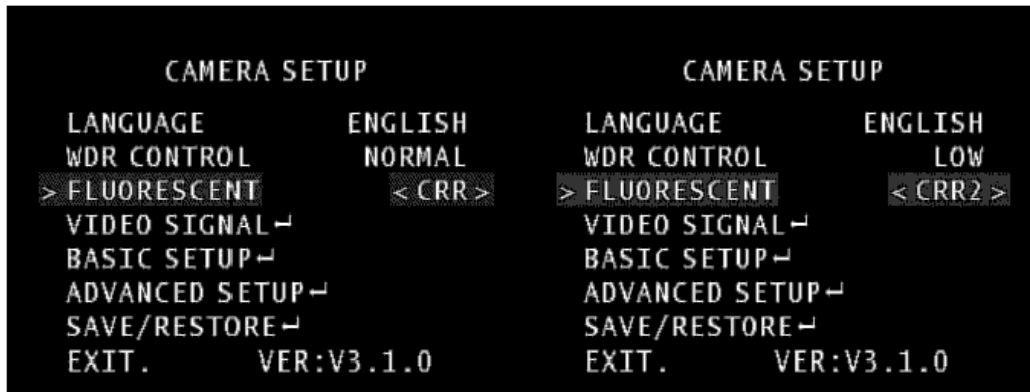 CAMERA SETUP
LANGUAGE ENGLISH
WDR CONTROL NORMAL
> FLUORESCENT < CRR >
VIDEO SIGNAL↵
BASIC SETUP↵
ADVANCED SETUP↵
SAVE/RESTORE↵
EXIT. VER:V3.1.0
CAMERA SETUP
LANGUAGE ENGLISH
WDR CONTROL LOW
> FLUORESCENT < CRR2 >
VIDEO SIGNAL↵
BASIC SETUP↵
ADVANCED SETUP↵
SAVE/RESTORE↵
EXIT. VER:V3.1.0